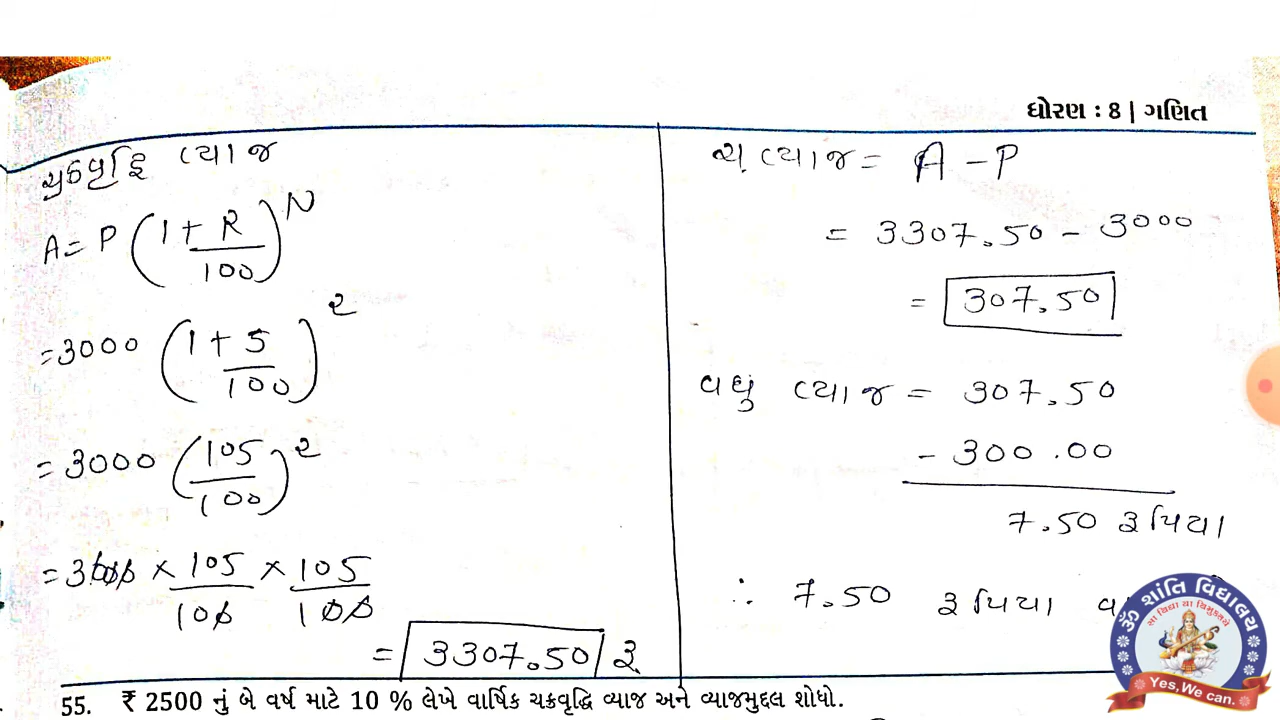 ધોરણ : 8 | ગણિત
ચક્રવૃદ્ધિ વ્યાજ
A = P (1 + R/100)^N
= 3000 (1 + 5/100)^2
= 3000 (105/100)^2
= 3000 × 105/100 × 105/100
= 3307.50 રૂ
ચ. વ્યાજ = A - P
= 3307.50 - 3000
= 307.50
વધુ વ્યાજ = 307.50
- 300.00
7.50 રૂપિયા
∴ 7.50 રૂપિયા
ૐ શાંતિ વિદ્યાલય
सा विद्या या विमुक्तये
Yes, We can.
55. ₹ 2500 નું બે વર્ષ માટે 10 % લેખે વાર્ષિક ચક્રવૃદ્ધિ વ્યાજ અને વ્યાજમુદ્દલ શોધો.